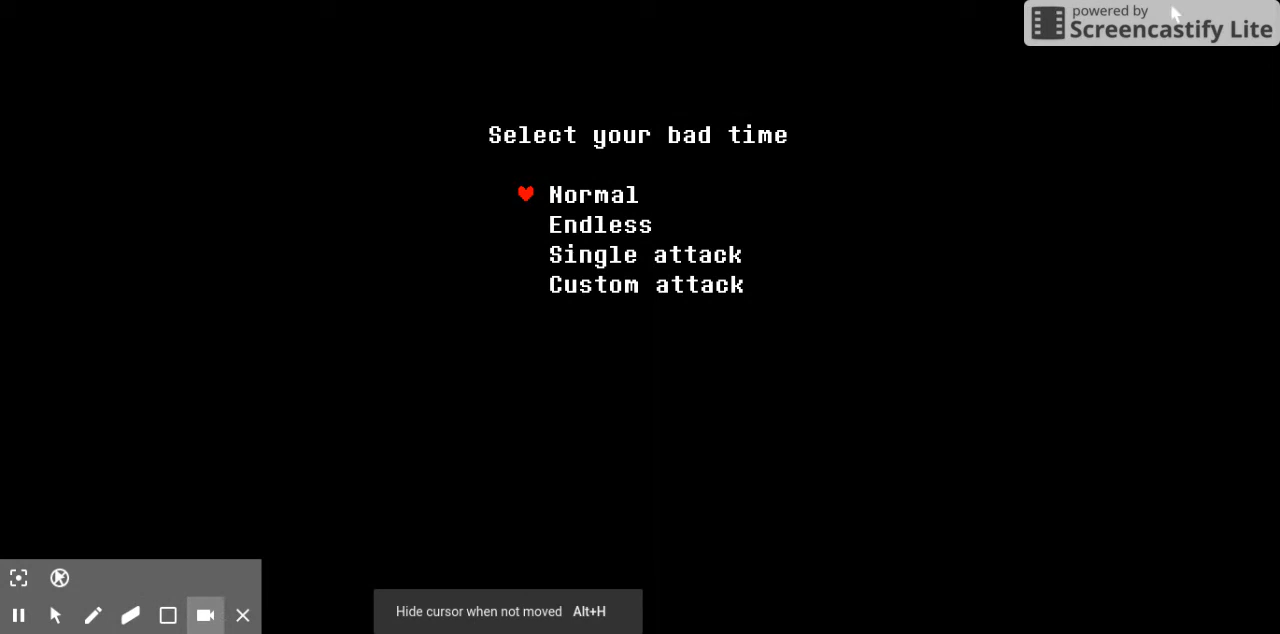 powered by
Screencastify Lite
Select your bad time
Normal
Endless
Single attack
Custom attack
Hide cursor when not moved Alt+H